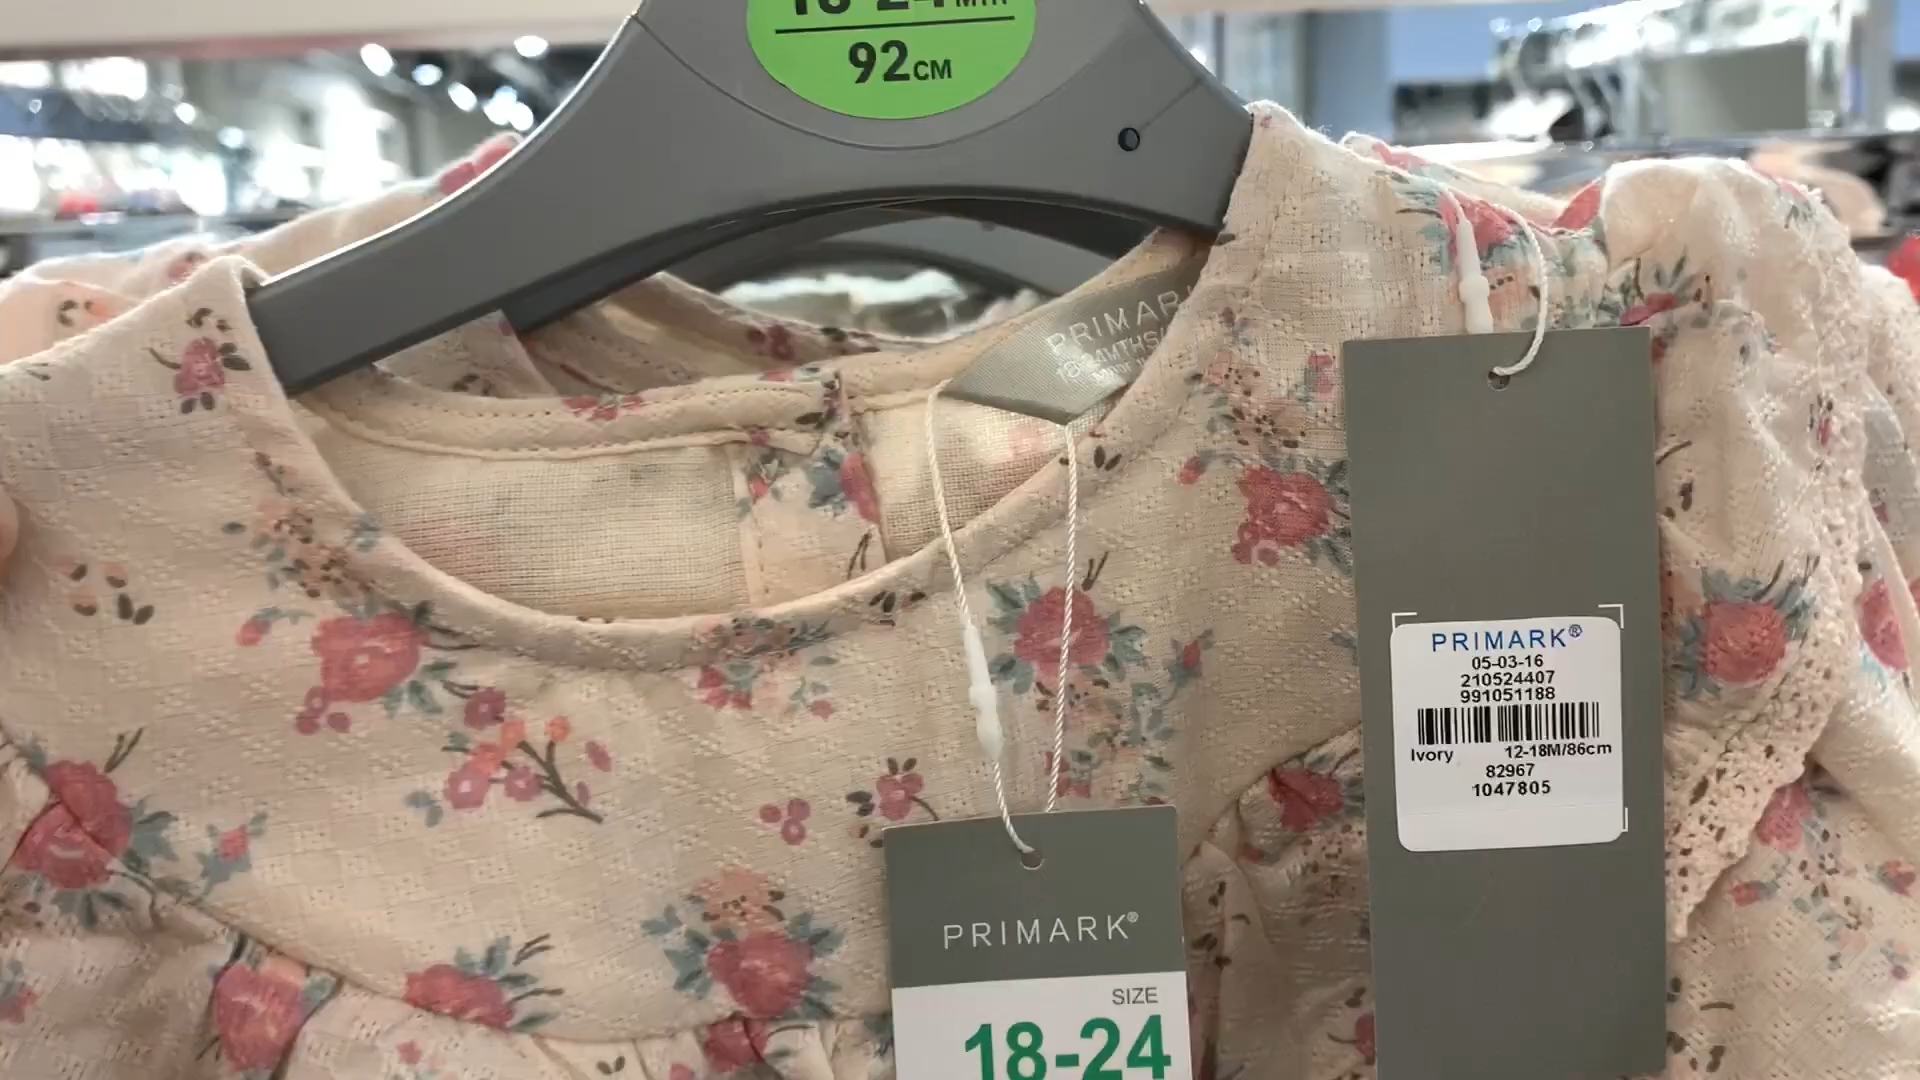 92CM
PRIMARK
PRIMARK®
SIZE
18-24
PRIMARK®
05-03-16
210524407
991051188
Ivory 12-18M/86cm
82967
1047805